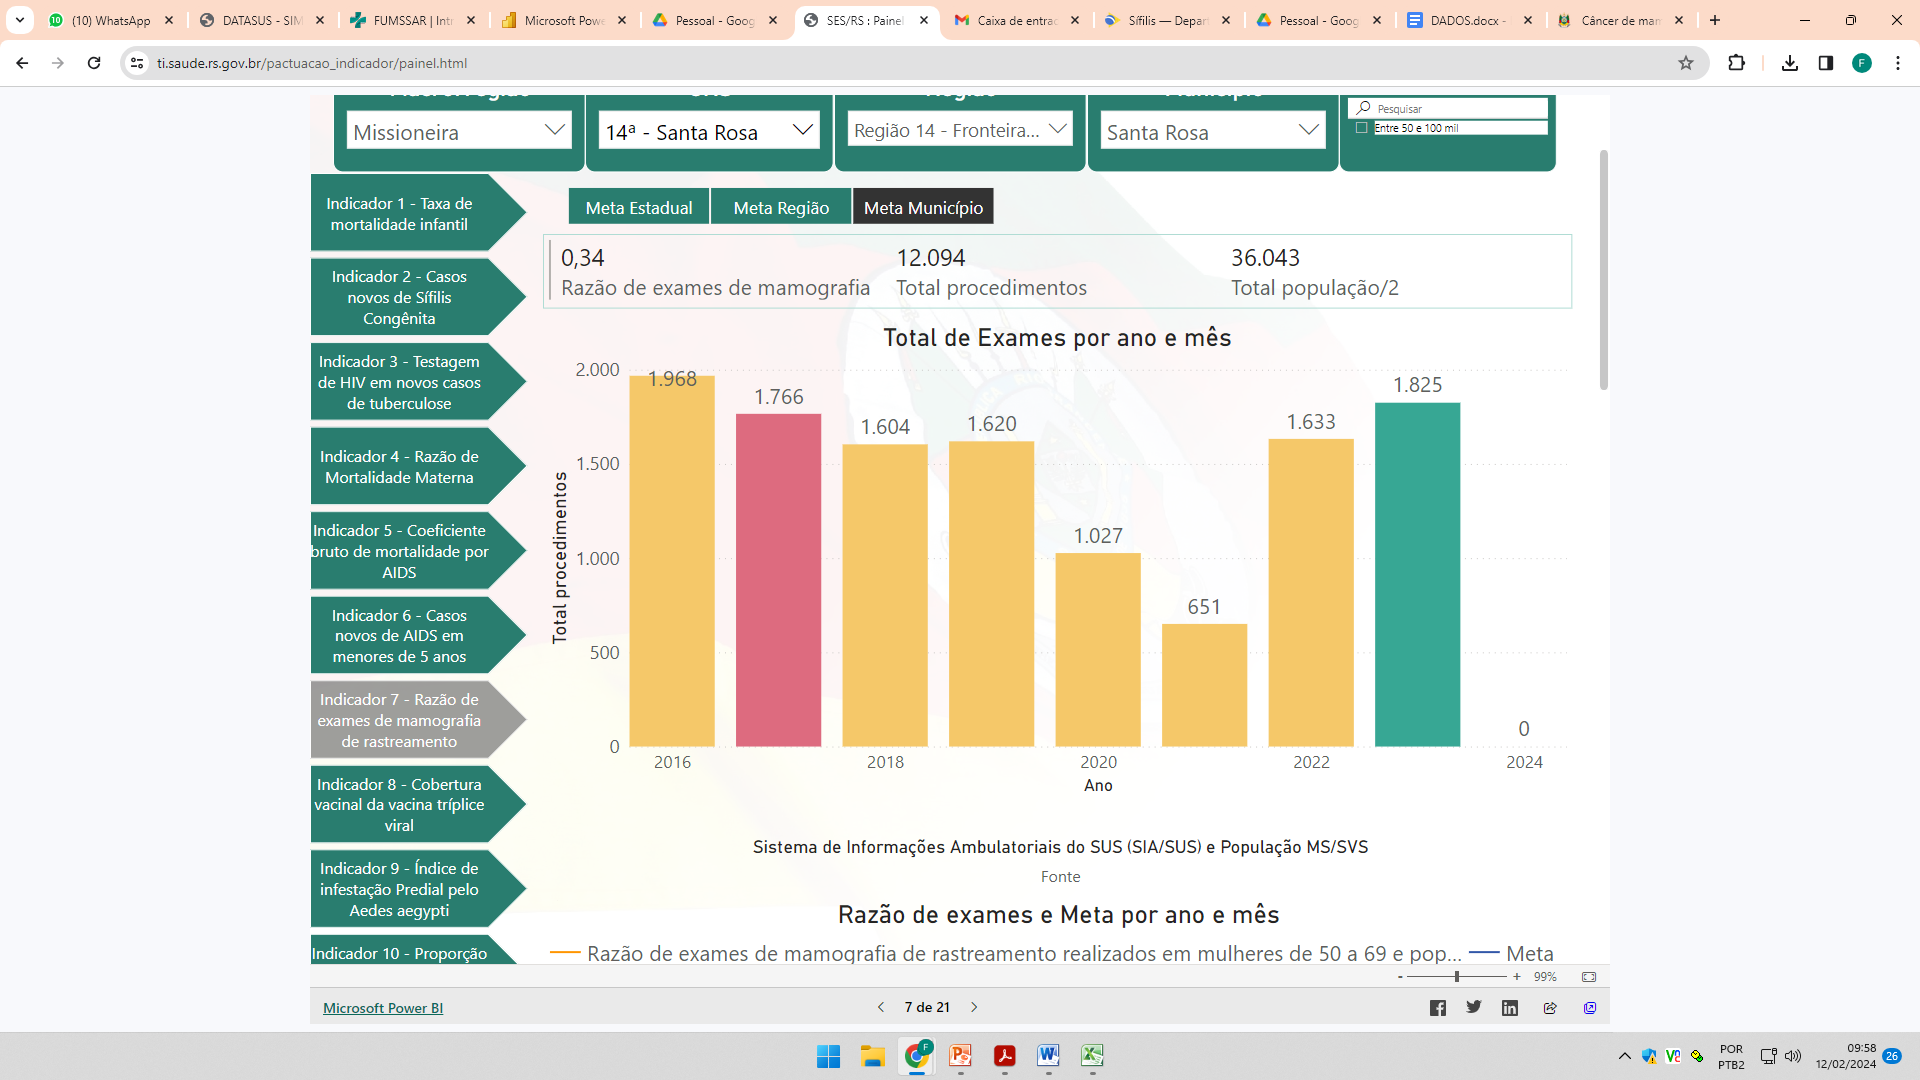 (10) WhatsApp
DATASUS - SIM
FUMSSAR | Intr
Microsoft Powe
Pessoal - Goog
SES/RS : Painel
Caixa de entrac
Sífilis — Depar
Pessoal - Goog
DADOS.docx -
Câncer de mam
ti.saude.rs.gov.br/pactuacao_indicador/painel.html
F
Missioneira
14ª - Santa Rosa
Região 14 - Fronteira...
Santa Rosa
Pesquisar
Entre 50 e 100 mil
Indicador 1 - Taxa de
mortalidade infantil
Indicador 2 - Casos
novos de Sífilis
Congênita
Indicador 3 - Testagem
de HIV em novos casos
de tuberculose
Indicador 4 - Razão de
Mortalidade Materna
Indicador 5 - Coeficiente
bruto de mortalidade por
AIDS
Indicador 6 - Casos
novos de AIDS em
menores de 5 anos
Indicador 7 - Razão de
exames de mamografia
de rastreamento
Indicador 8 - Cobertura
vacinal da vacina tríplice
viral
Indicador 9 - Índice de
infestação Predial pelo
Aedes aegypti
Indicador 10 - Proporção
Meta Estadual
Meta Região
Meta Município
0,34
Razão de exames de mamografia
12.094
Total procedimentos
36.043
Total população/2
Total de Exames por ano e mês
Total procedimentos
2.000
1.500
1.000
500
0
1.968
1.766
1.604
1.620
1.027
651
1.633
1.825
0
2016
2018
2020
2022
2024
Ano
Sistema de Informações Ambulatoriais do SUS (SIA/SUS) e População MS/SVS
Fonte
Razão de exames e Meta por ano e mês
Razão de exames de mamografia de rastreamento realizados em mulheres de 50 a 69 e pop...
Meta
- + 99%
Microsoft Power BI
7 de 21
POR
PTB2
09:58
12/02/2024
26